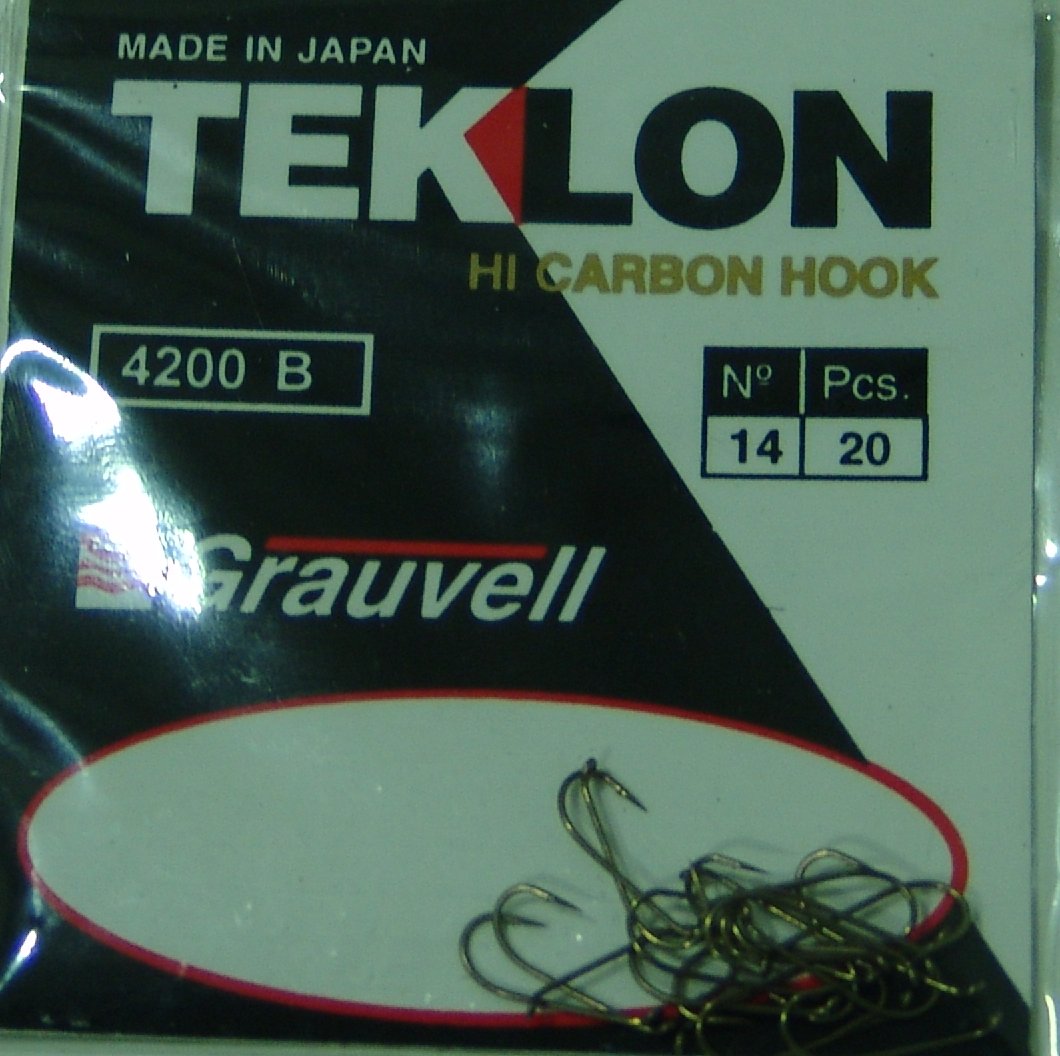 MADE IN JAPAN
TEKLON
HI CARBON HOOK
4200 B
Nº Pcs.
14 20
Grauvell